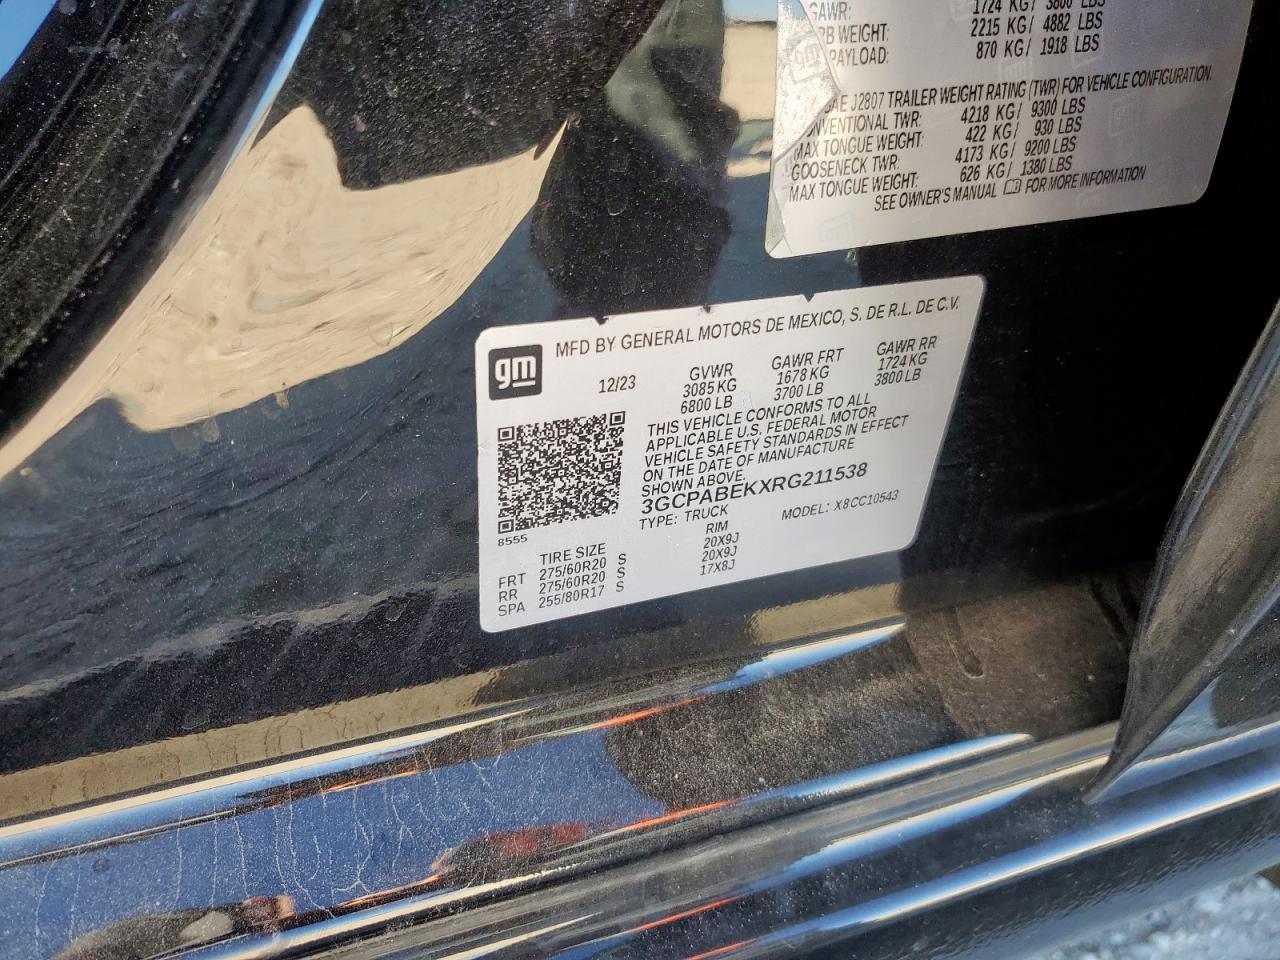 GAWR: 1724 KG/ 3800 LBS
RB WEIGHT: 2215 KG/ 4882 LBS
PAYLOAD: 870 KG/ 1918 LBS
AE J2807 TRAILER WEIGHT RATING (TWR) FOR VEHICLE CONFIGURATION.
ONVENTIONAL TWR: 4218 KG/ 9300 LBS
MAX TONGUE WEIGHT: 422 KG/ 930 LBS
GOOSENECK TWR: 4173 KG/ 9200 LBS
MAX TONGUE WEIGHT: 626 KG/ 1380 LBS
SEE OWNER'S MANUAL FOR MORE INFORMATION
gm
MFD BY GENERAL MOTORS DE MEXICO, S. DE R.L. DE C.V.
12/23
GVWR GAWR FRT GAWR RR
3085 KG 1678 KG 1724 KG
6800 LB 3700 LB 3800 LB
THIS VEHICLE CONFORMS TO ALL
APPLICABLE U.S. FEDERAL MOTOR
VEHICLE SAFETY STANDARDS IN EFFECT
ON THE DATE OF MANUFACTURE
SHOWN ABOVE.
3GCPABEKXRG211538
TYPE: TRUCK MODEL: X8CC10543
8555
TIRE SIZE RIM
FRT 275/60R20 S 20X9J
RR 275/60R20 S 20X9J
SPA 255/80R17 S 17X8J